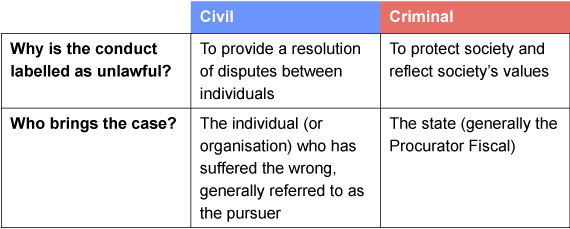 Civil
Criminal
Why is the conduct
labelled as unlawful?
To provide a resolution
of disputes between
individuals
To protect society and
reflect society's values
Who brings the case?
The individual (or
organisation) who has
suffered the wrong,
generally referred to as
the pursuer
The state (generally the
Procurator Fiscal)